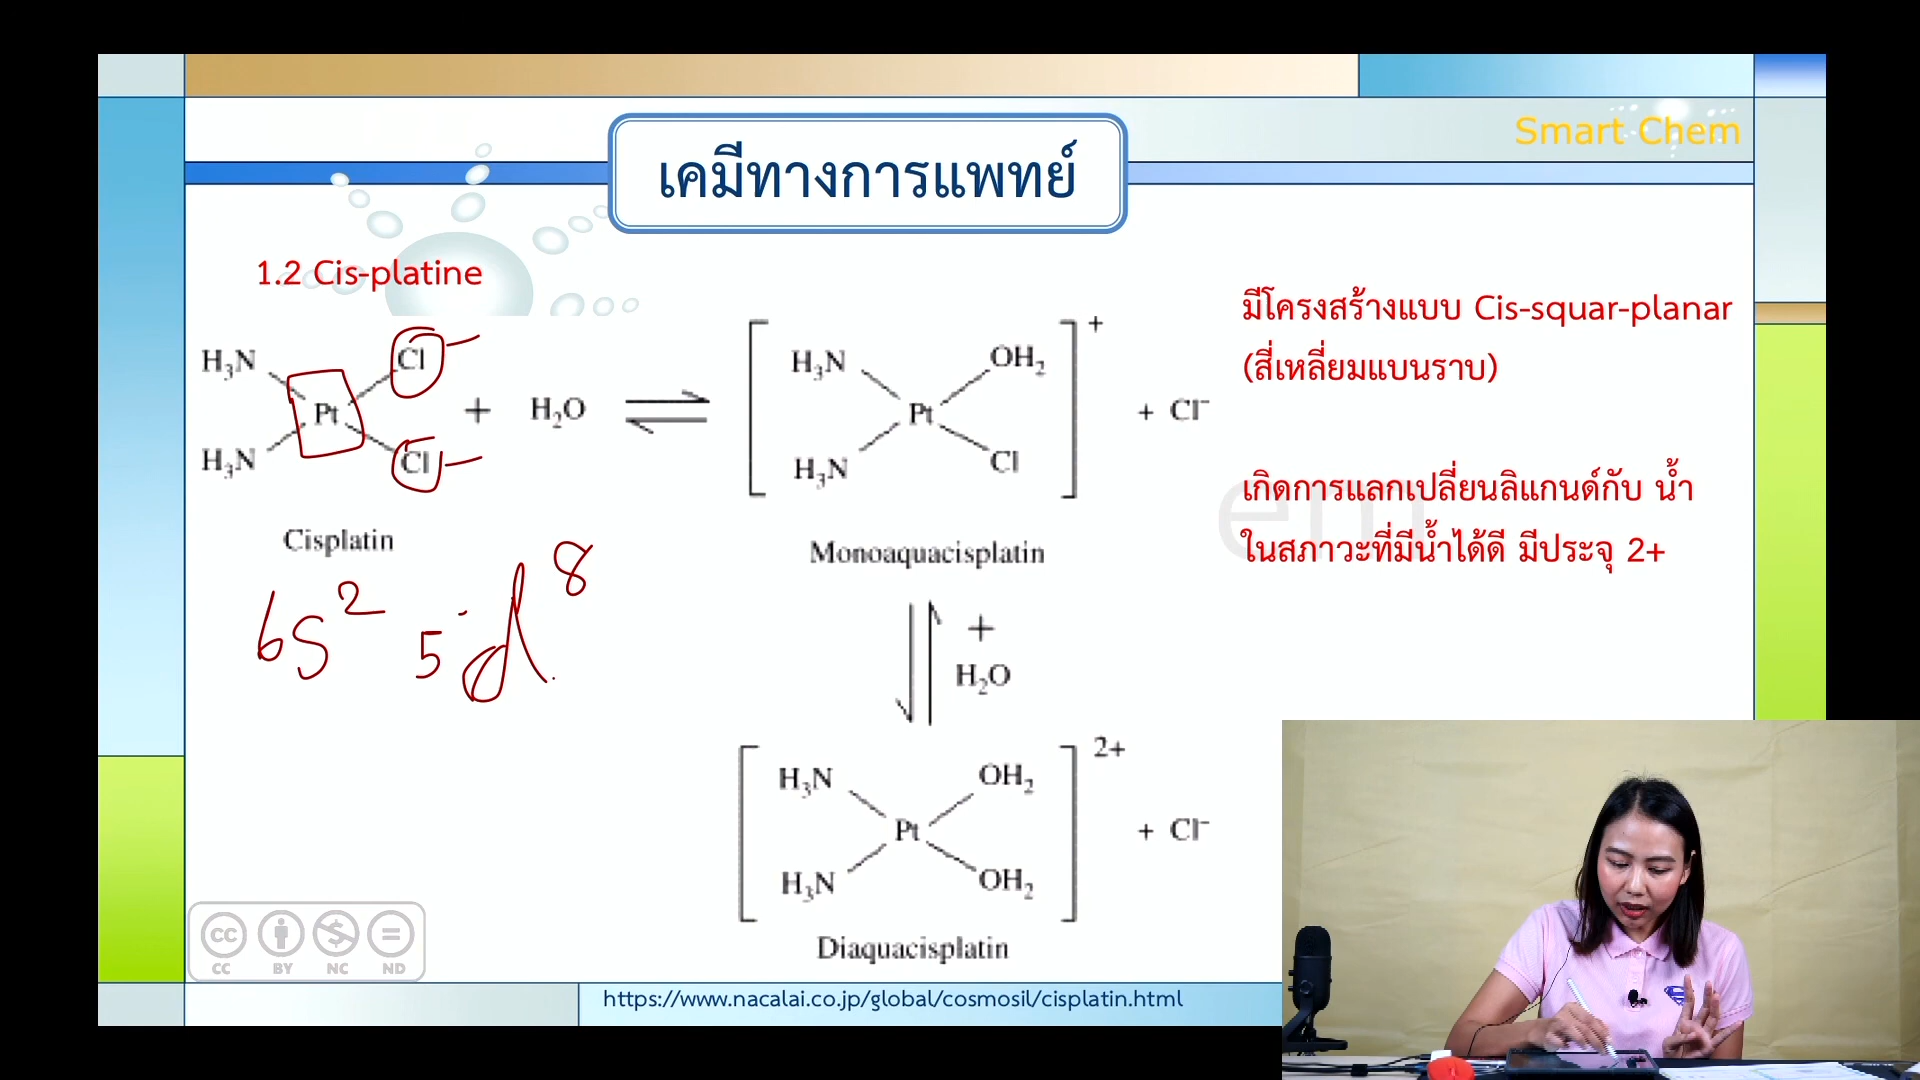 Smart Chem
เคมีทางการแพทย์
1.2 Cis-platine
มีโครงสร้างแบบ Cis-squar-planar
(สี่เหลี่ยมแบนราบ)
เกิดการแลกเปลี่ยนลิแกนด์กับ น้ำ
ในสภาวะที่มีน้ำได้ดี มีประจุ 2+
H₃N Cl
Pt + H₂O
H₃N Cl
Cisplatin
6s² 5d⁸
H₃N OH₂ +
Pt + Cl⁻
H₃N Cl
Monoaquacisplatin
+
H₂O
H₃N OH₂ 2+
Pt + Cl⁻
H₃N OH₂
Diaquacisplatin
em
cc
CC BY NC ND
https://www.nacalai.co.jp/global/cosmosil/cisplatin.html